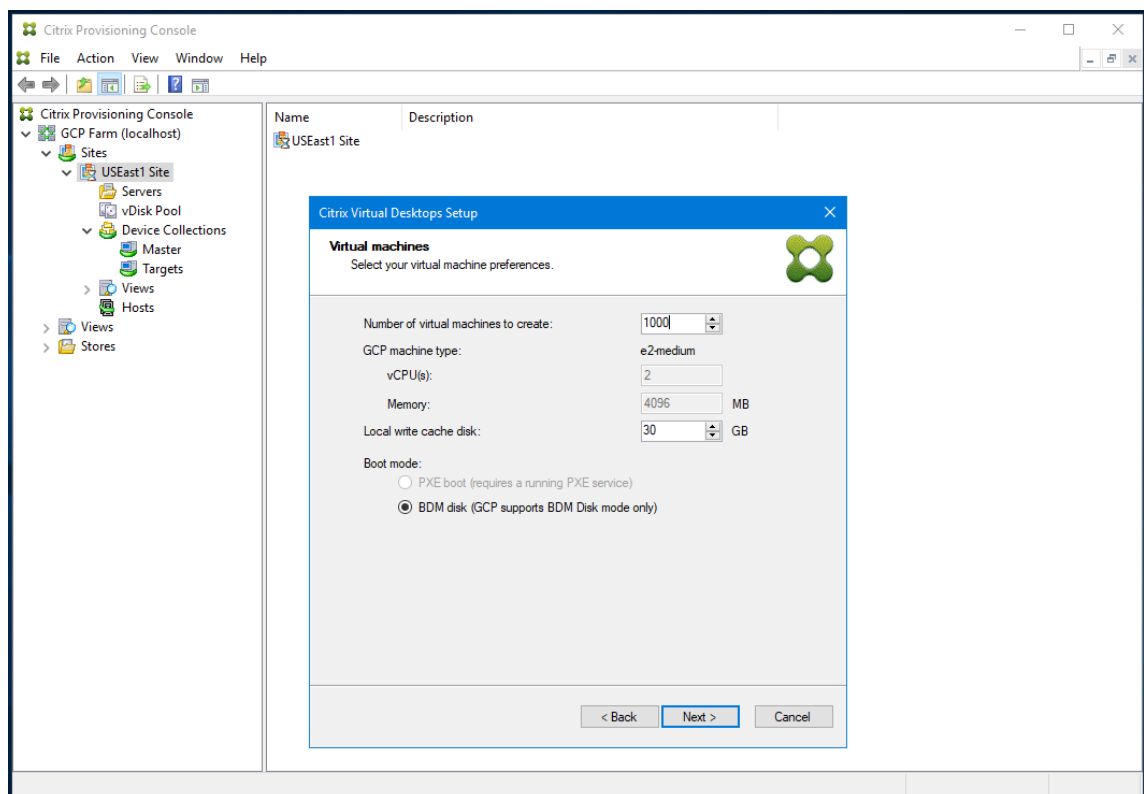 Citrix Provisioning Console
File Action View Window Help
Citrix Provisioning Console
GCP Farm (localhost)
Sites
USEast1 Site
Servers
vDisk Pool
Device Collections
Master
Targets
Views
Hosts
Views
Stores
Name Description
USEast1 Site
Citrix Virtual Desktops Setup
Virtual machines
Select your virtual machine preferences.
Number of virtual machines to create: 1000
GCP machine type: e2-medium
vCPU(s): 2
Memory: 4096 MB
Local write cache disk: 30 GB
Boot mode:
PXE boot (requires a running PXE service)
BDM disk (GCP supports BDM Disk mode only)
< Back Next > Cancel